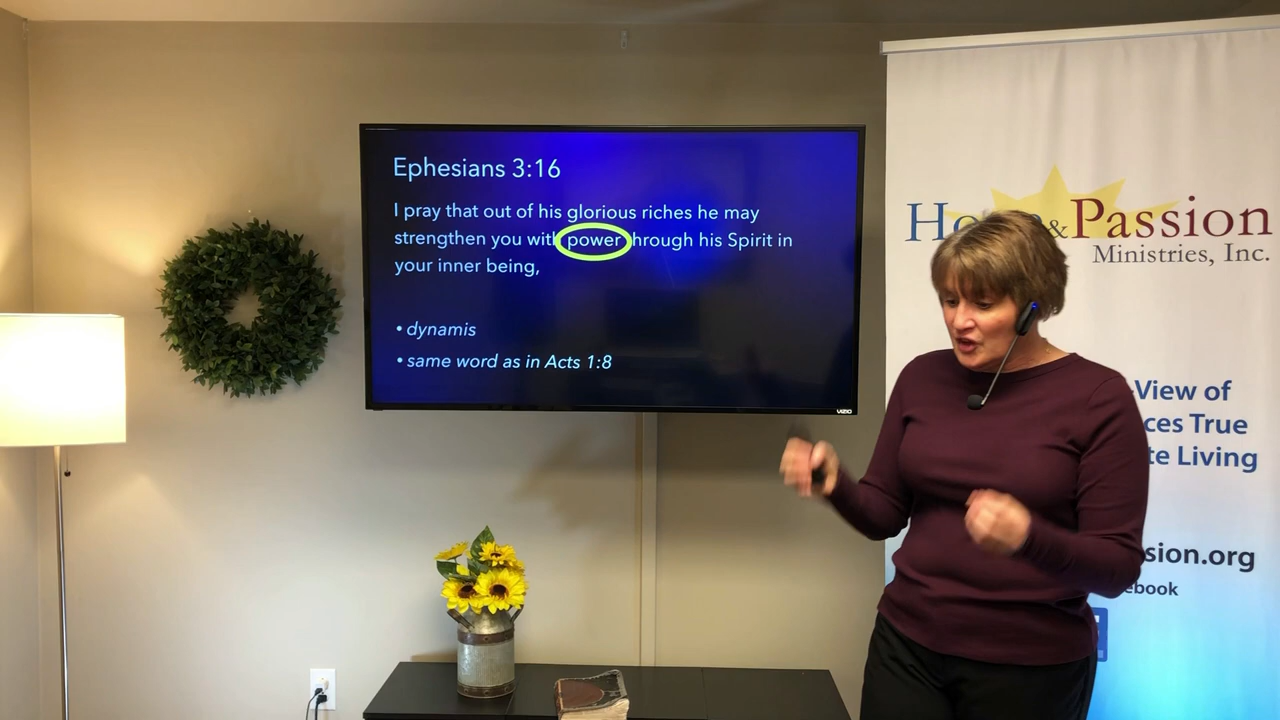 Ephesians 3:16
I pray that out of his glorious riches he may
strengthen you with power through his Spirit in
your inner being,
• dynamis
• same word as in Acts 1:8
VIZIO
&Passion
Ministries, Inc.
-View of
ces True
te Living
sion.org
ebook